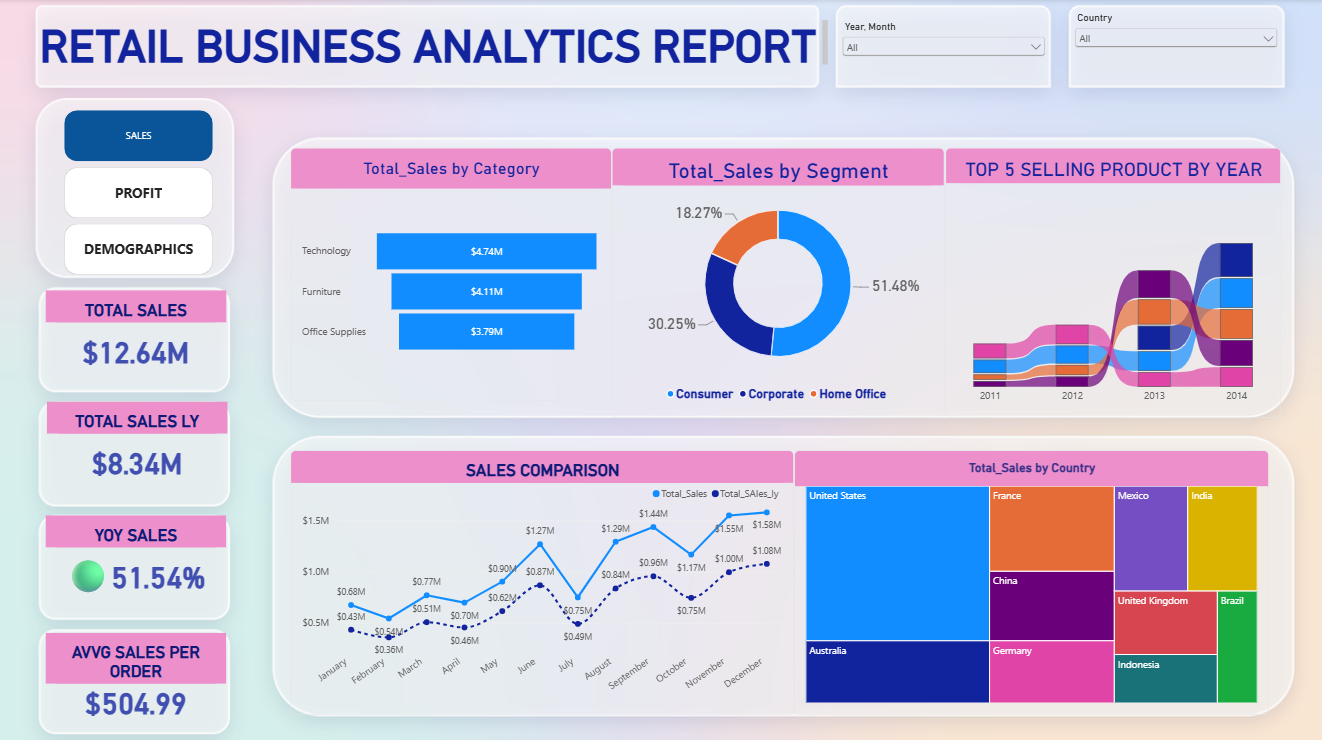 RETAIL BUSINESS ANALYTICS REPORT
Year, Month
All
Country
All
SALES
PROFIT
DEMOGRAPHICS
TOTAL SALES
$12.64M
TOTAL SALES LY
$8.34M
YOY SALES
51.54%
AVVG SALES PER
ORDER
$504.99
Total_Sales by Category
Technology
$4.74M
Furniture
$4.11M
Office Supplies
$3.79M
Total_Sales by Segment
18.27%
51.48%
30.25%
Consumer Corporate Home Office
TOP 5 SELLING PRODUCT BY YEAR
2011 2012 2013 2014
SALES COMPARISON
Total_Sales Total_SAles_ly
$1.5M
$1.0M
$0.5M
$0.68M
$0.54M
$0.77M
$0.70M
$0.90M
$1.27M
$0.75M
$1.29M
$1.44M
$1.17M
$1.55M
$1.58M
$0.43M
$0.36M
$0.51M
$0.46M
$0.62M
$0.87M
$0.49M
$0.84M
$0.96M
$0.75M
$1.00M
$1.08M
January
February
March
April
May
June
July
August
September
October
November
December
Total_Sales by Country
United States
Australia
France
China
Germany
Mexico
India
United Kingdom
Indonesia
Brazil